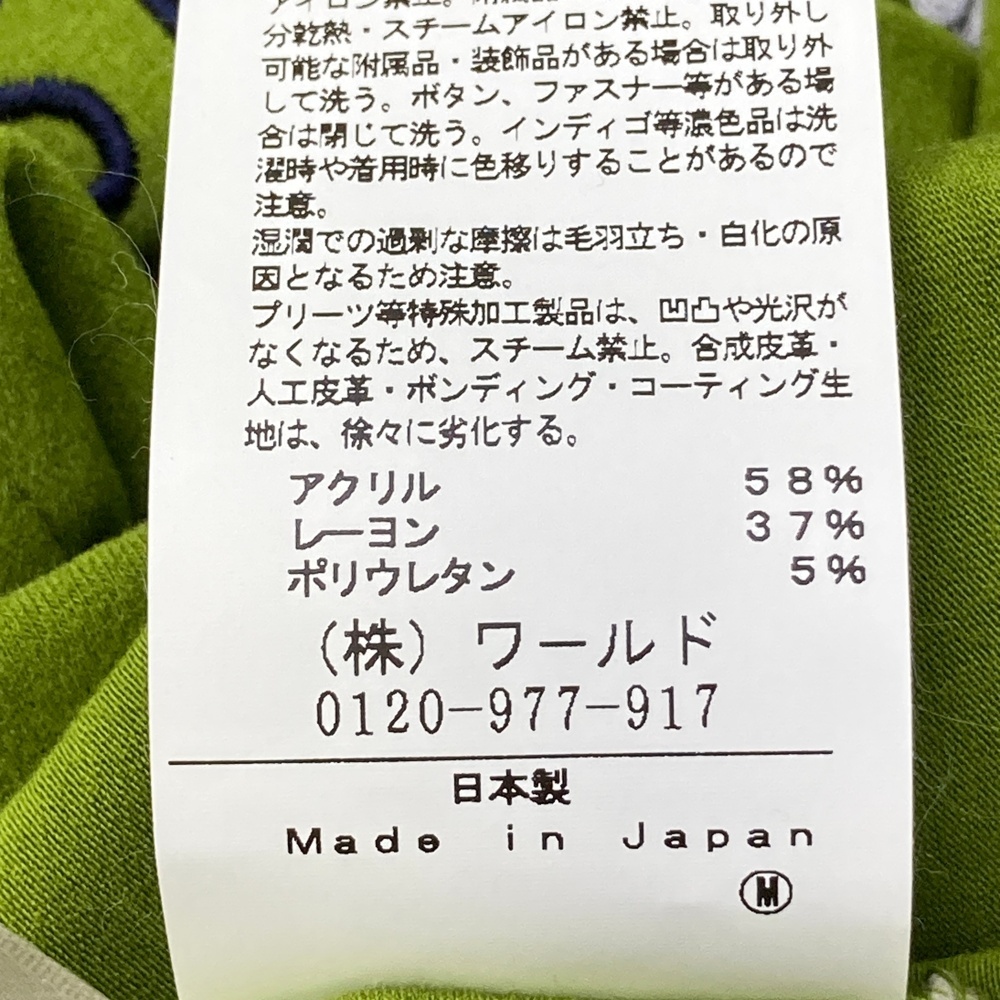 アイロン禁止。附属品
分乾熱・スチームアイロン禁止。取り外し
可能な附属品・装飾品がある場合は取り外
して洗う。ボタン、ファスナー等がある場
合は閉じて洗う。インディゴ等濃色品は洗
濯時や着用時に色移りすることがあるので
注意。
湿潤での過剰な摩擦は毛羽立ち・白化の原
因となるため注意。
プリーツ等特殊加工製品は、凹凸や光沢が
なくなるため、スチーム禁止。合成皮革・
人工皮革・ボンディング・コーティング生
地は、徐々に劣化する。
アクリル 58%
レーヨン 37%
ポリウレタン 5%
(株) ワールド
0120-977-917
日本製
Made in Japan
M